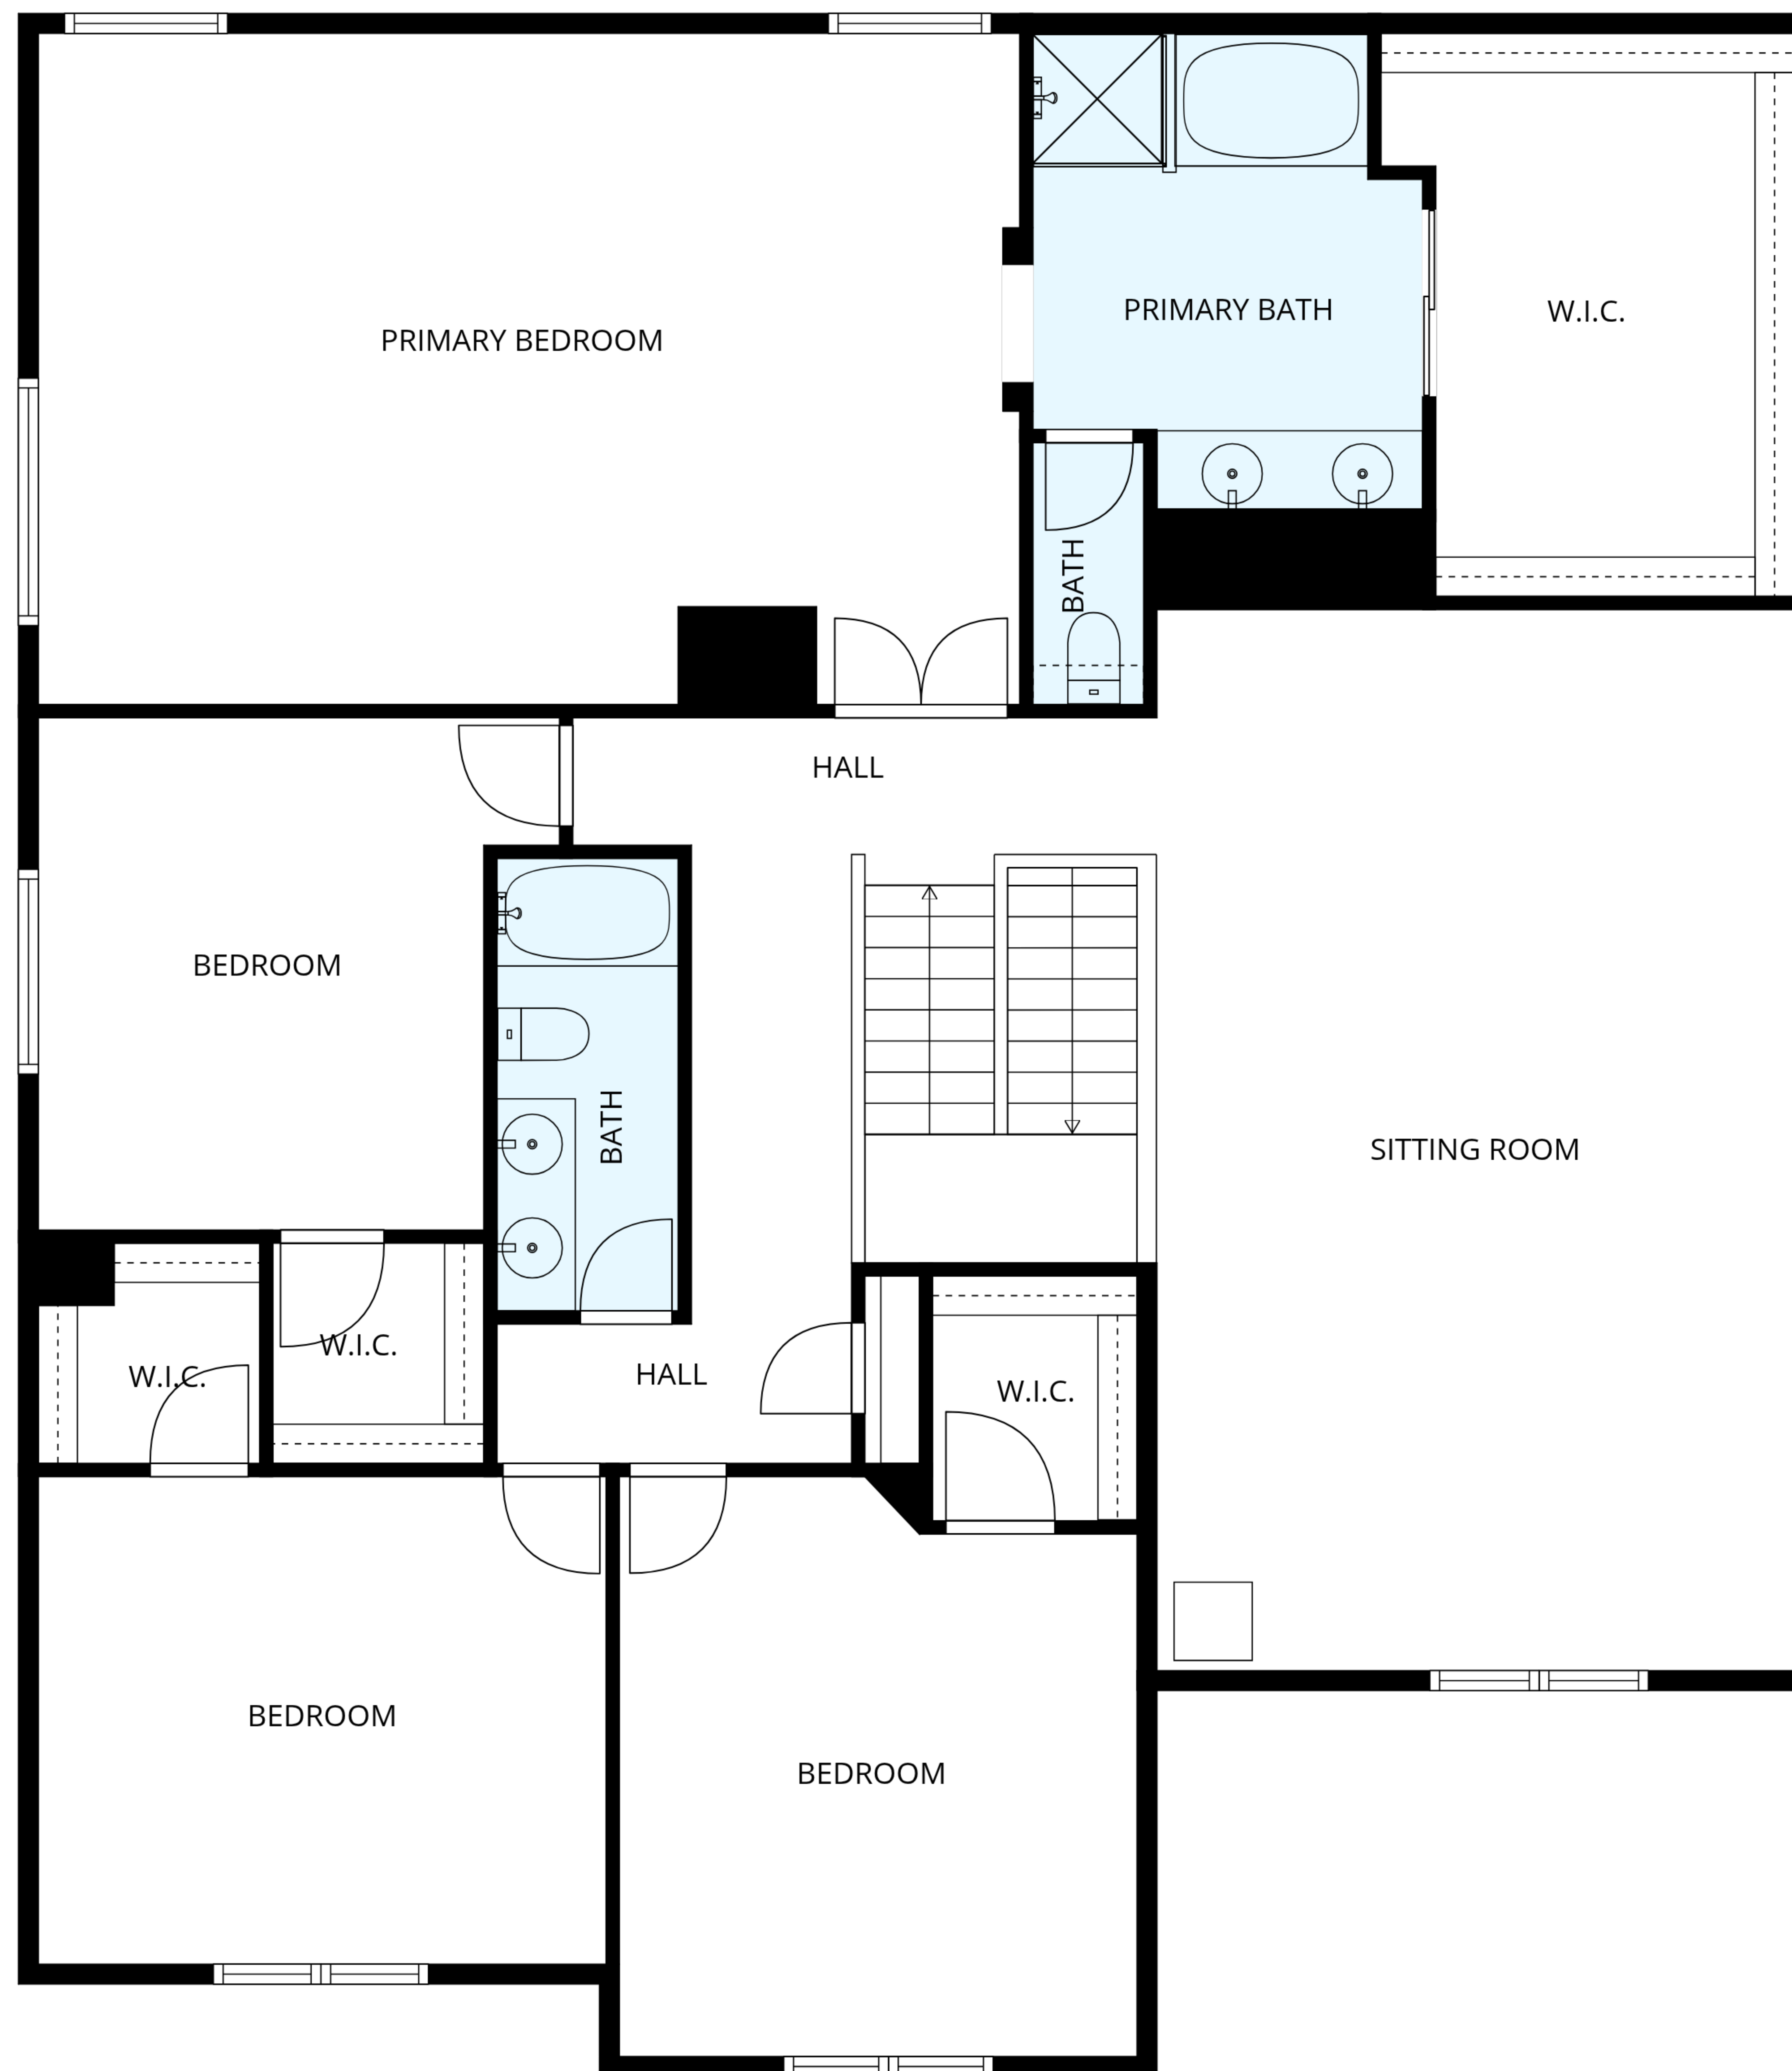 PRIMARY BEDROOM
PRIMARY BATH
W.I.C.
BATH
HALL
BEDROOM
BATH
SITTING ROOM
W.I.C.
W.I.C.
HALL
W.I.C.
BEDROOM
BEDROOM